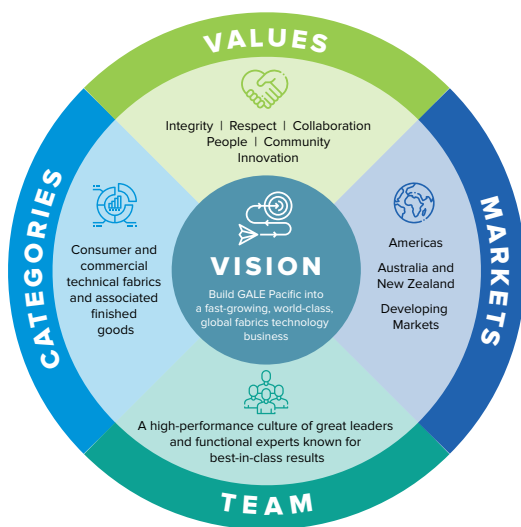 VALUES
Integrity | Respect | Collaboration
People | Community
Innovation
CATEGORIES
Consumer and
commercial
technical fabrics
and associated
finished
goods
VISION
Build GALE Pacific into
a fast-growing, world-class,
global fabrics technology
business
MARKETS
Americas
Australia and
New Zealand
Developing
Markets
A high-performance culture of great leaders
and functional experts known for
best-in-class results
TEAM